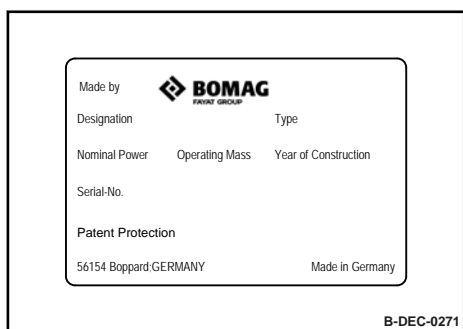 Made by BOMAG
FAYAT GROUP
Designation Type
Nominal Power Operating Mass Year of Construction
Serial-No.
Patent Protection
56154 Boppard;GERMANY Made in Germany
B-DEC-0271